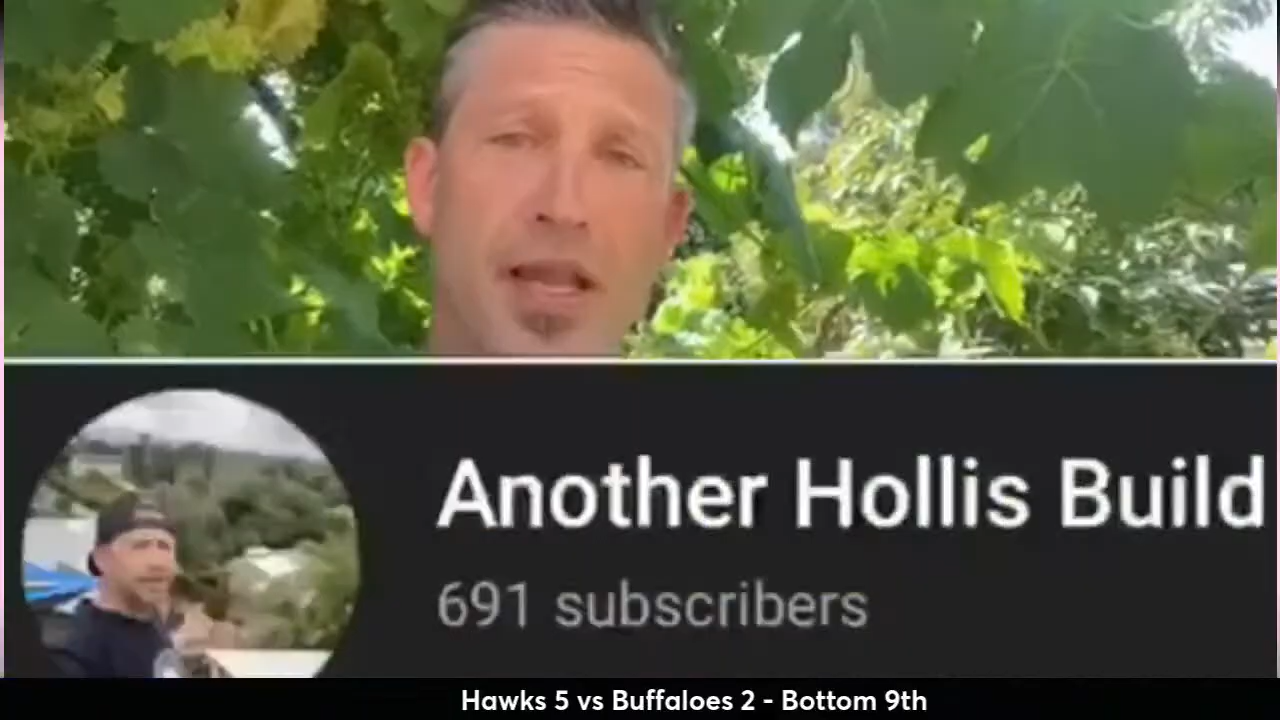 Another Hollis Build
691 subscribers
Hawks 5 vs Buffaloes 2 - Bottom 9th